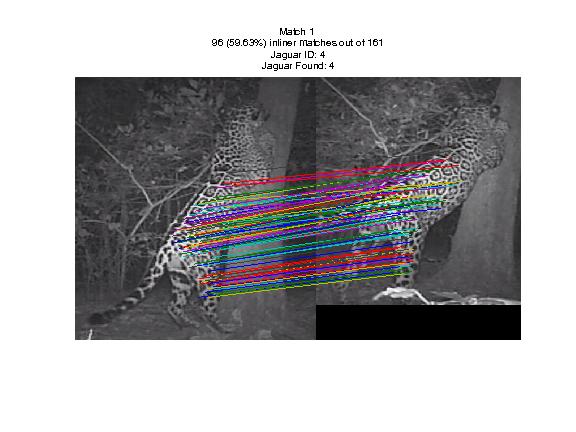 Match 1
96 (59.63%) inliner matches out of 161
Jaguar ID: 4
Jaguar Found: 4